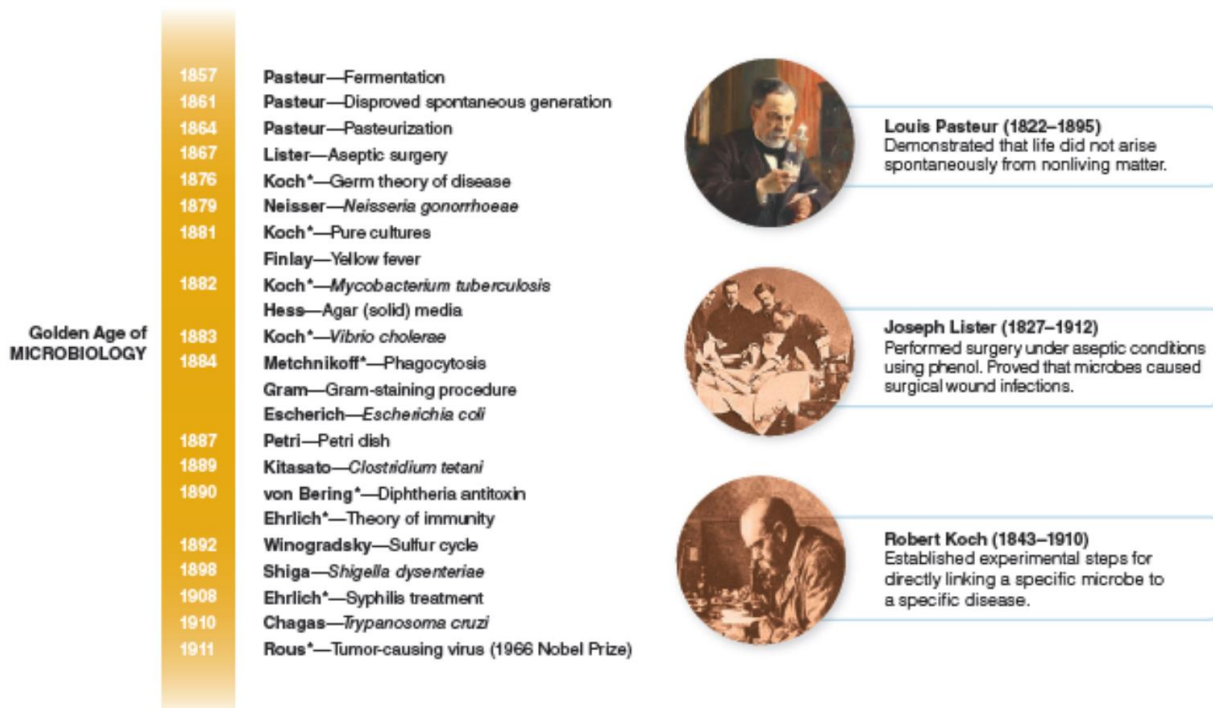 Golden Age of
MICROBIOLOGY
1857 Pasteur—Fermentation
1861 Pasteur—Disproved spontaneous generation
1864 Pasteur—Pasteurization
1867 Lister—Aseptic surgery
1876 Koch*—Germ theory of disease
1879 Neisser—Neisseria gonorrhoeae
1881 Koch*—Pure cultures
Finlay—Yellow fever
1882 Koch*—Mycobacterium tuberculosis
Hess—Agar (solid) media
1883 Koch*—Vibrio cholerae
1884 Metchnikoff*—Phagocytosis
Gram—Gram-staining procedure
Escherich—Escherichia coli
1887 Petri—Petri dish
1889 Kitasato—Clostridium tetani
1890 von Bering*—Diphtheria antitoxin
Ehrlich*—Theory of immunity
1892 Winogradsky—Sulfur cycle
1898 Shiga—Shigella dysenteriae
1908 Ehrlich*—Syphilis treatment
1910 Chagas—Trypanosoma cruzi
1911 Rous*—Tumor-causing virus (1966 Nobel Prize)
Louis Pasteur (1822–1895)
Demonstrated that life did not arise
spontaneously from nonliving matter.
Joseph Lister (1827–1912)
Performed surgery under aseptic conditions
using phenol. Proved that microbes caused
surgical wound infections.
Robert Koch (1843–1910)
Established experimental steps for
directly linking a specific microbe to
a specific disease.